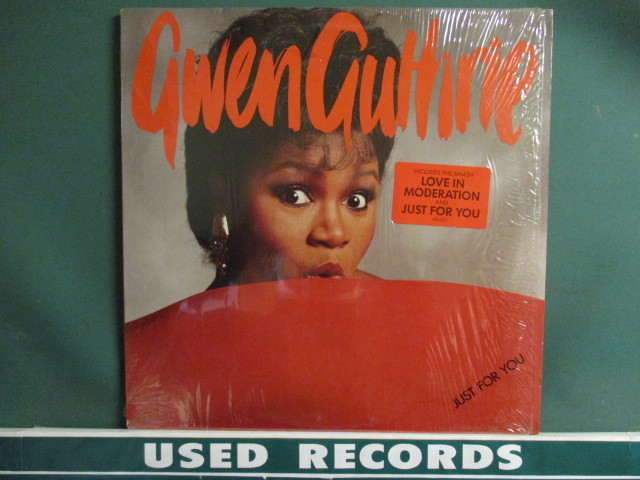 Gwen Guthrie
INCLUDES THE SMASH
LOVE IN
MODERATION
AND
JUST FOR YOU
JUST FOR YOU
USED RECORDS